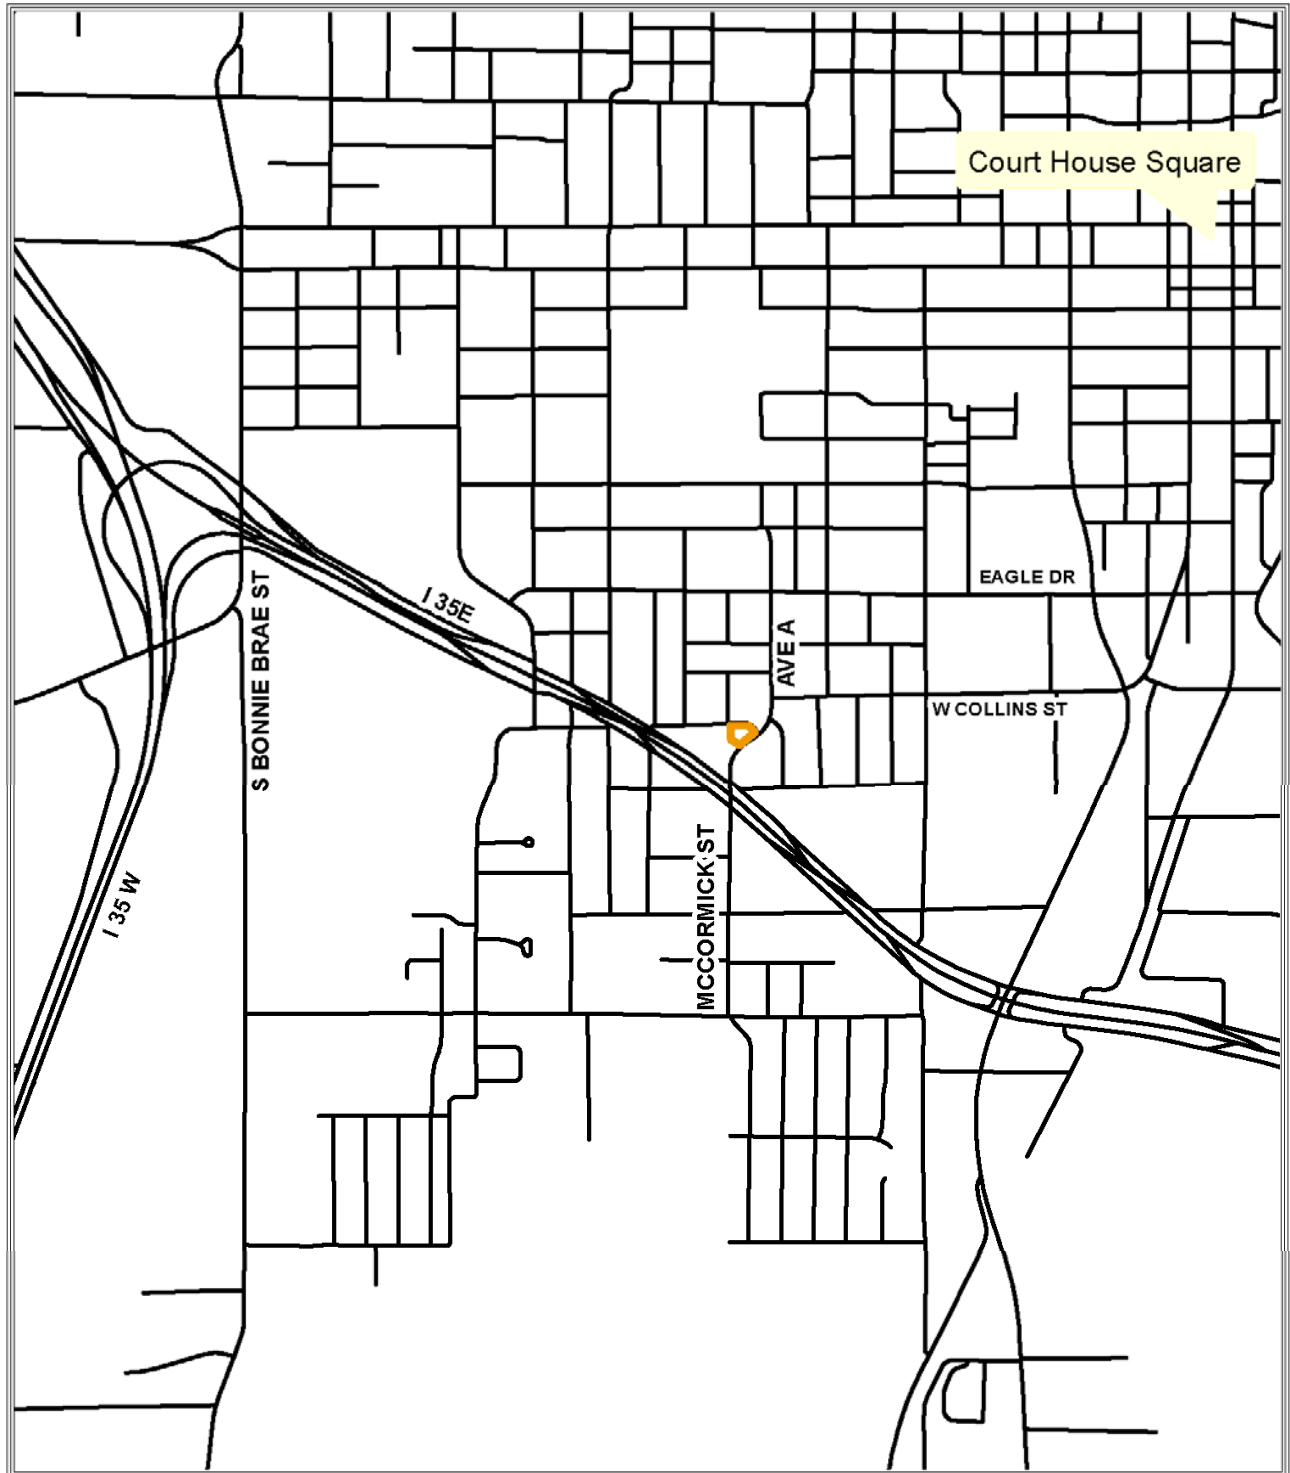 Court House Square
EAGLE DR
I 35E
AVE A
S BONNIE BRAE ST
W COLLINS ST
MCCORMICK ST
I 35 W